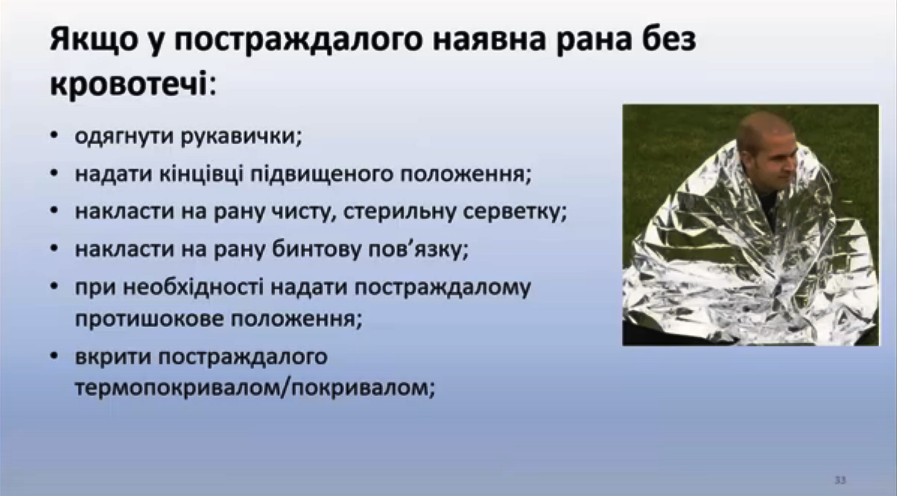 Якщо у постраждалого наявна рана без
кровотечі:
• одягнути рукавички;
• надати кінцівці підвищеного положення;
• накласти на рану чисту, стерильну серветку;
• накласти на рану бинтову пов’язку;
• при необхідності надати постраждалому
протишокове положення;
• вкрити постраждалого
термопокривалом/покривалом;
33